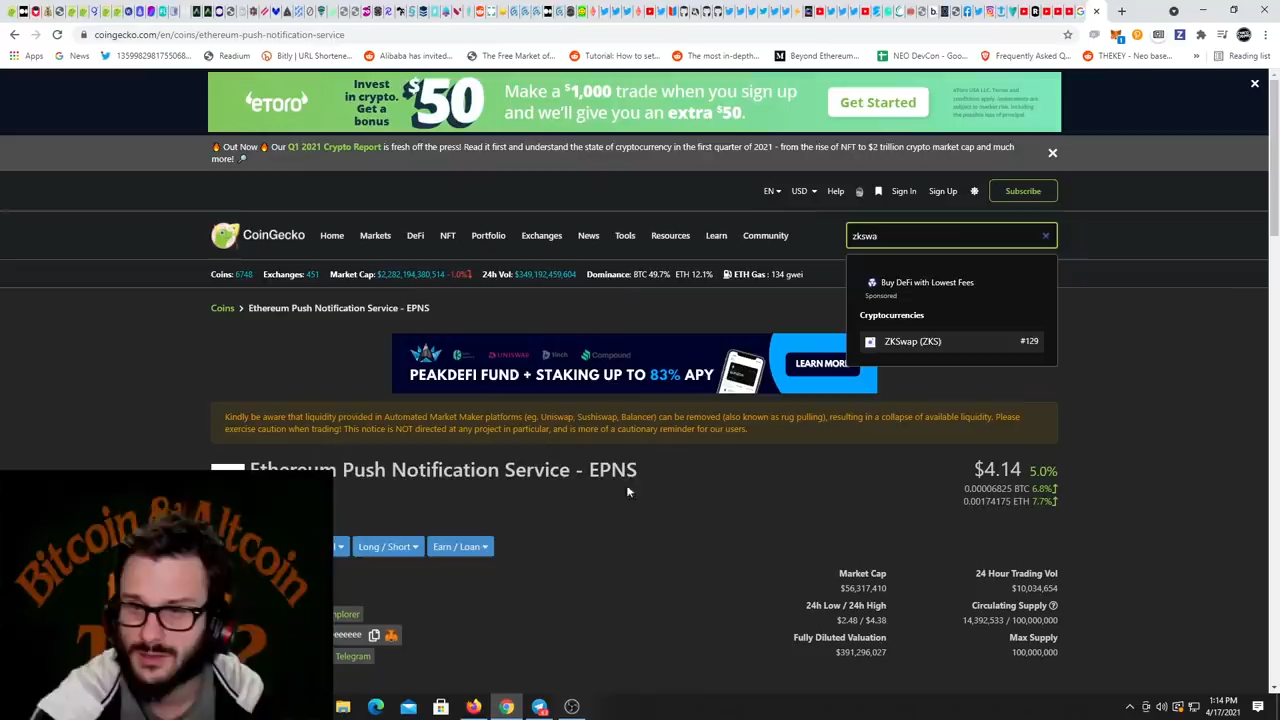 coingecko.com/en/coins/ethereum-push-notification-service
Apps
News
1359998298175506​8...
Readium
Bitly | URL Shortene...
Alibaba has invited...
The Free Market of...
Tutorial: How to set...
The most in-depth...
Beyond Ethereum...
NEO DevCon - Goo...
Frequently Asked Q...
THEKEY - Neo base...
»
Reading list
eToro
Invest
in crypto.
Get a
bonus
$50
Make a $1,000 trade when you sign up
and we'll give you an extra $50.
Get Started
Out Now Our Q1 2021 Crypto Report is fresh off the press! Read it first and understand the state of cryptocurrency in the first quarter of 2021 - from the rise of NFT to $2 trillion crypto market cap and much
more!
EN USD Help Sign In Sign Up Subscribe
CoinGecko Home Markets DeFi NFT Portfolio Exchanges News Tools Resources Learn Community
zkswa
Coins: 6748 Exchanges: 451 Market Cap: $2,282,194,380,514 -1.0% 24h Vol: $349,192,459,604 Dominance: BTC 49.7% ETH 12.1% ETH Gas : 134 gwei
Buy DeFi with Lowest Fees
Sponsored
Cryptocurrencies
ZKSwap (ZKS) #129
Coins > Ethereum Push Notification Service - EPNS
UNISWAP 1inch Compound
PEAKDEFI FUND + STAKING UP TO 83% APY
LEARN MORE
Kindly be aware that liquidity provided in Automated Market Maker platforms (eg. Uniswap, Sushiswap, Balancer) can be removed (also known as rug pulling), resulting in a collapse of available liquidity. Please
exercise caution when trading! This notice is NOT directed at any project in particular, and is more of a cautionary reminder for our users.
Ethereum Push Notification Service - EPNS
$4.14 5.0%
0.00006825 BTC 6.8%
0.00174175 ETH 7.7%
Long / Short
Earn / Loan
Market Cap
$56,317,410
24 Hour Trading Vol
$10,034,654
24h Low / 24h High
$2.48 / $4.38
Circulating Supply
14,392,533 / 100,000,000
Fully Diluted Valuation
$391,296,027
Max Supply
100,000,000
xplorer
eeeeee
Telegram
Bitcoin & Altcoin
1:14 PM
4/17/2021